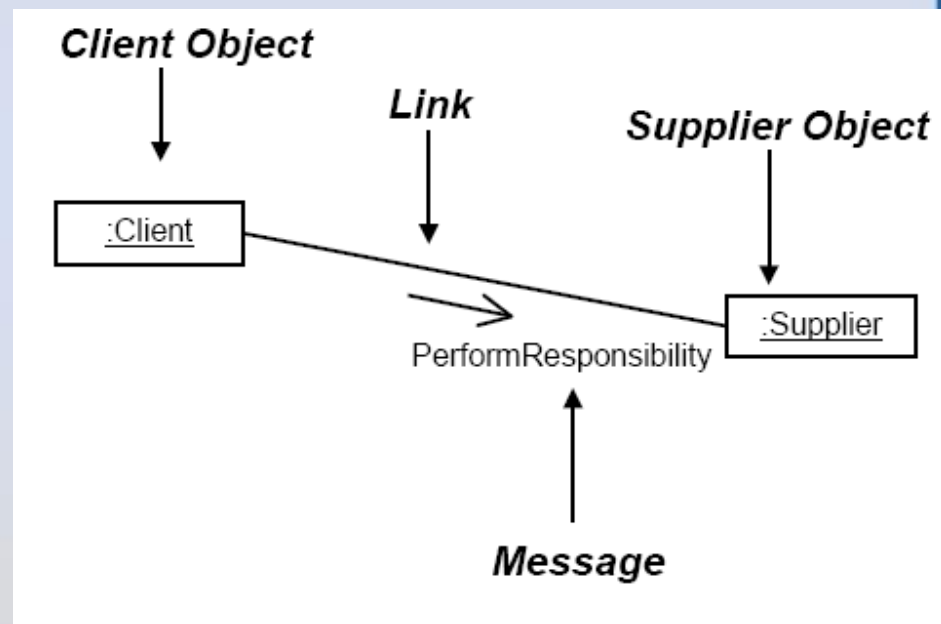 Client Object
Link
Supplier Object
:Client
:Supplier
PerformResponsibility
Message